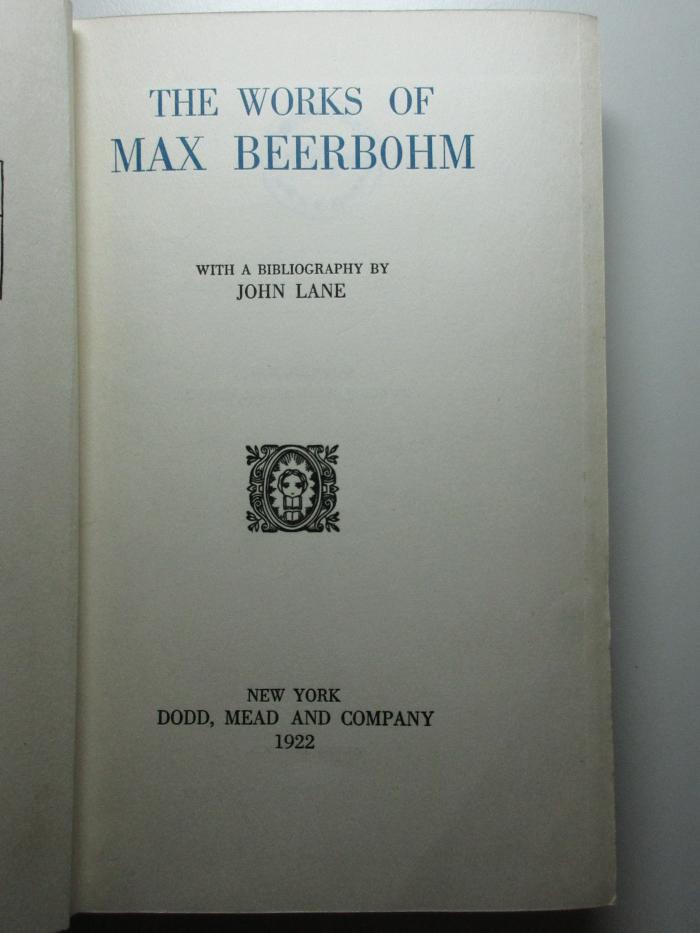 THE WORKS OF
MAX BEERBOHM
WITH A BIBLIOGRAPHY BY
JOHN LANE
NEW YORK
DODD, MEAD AND COMPANY
1922